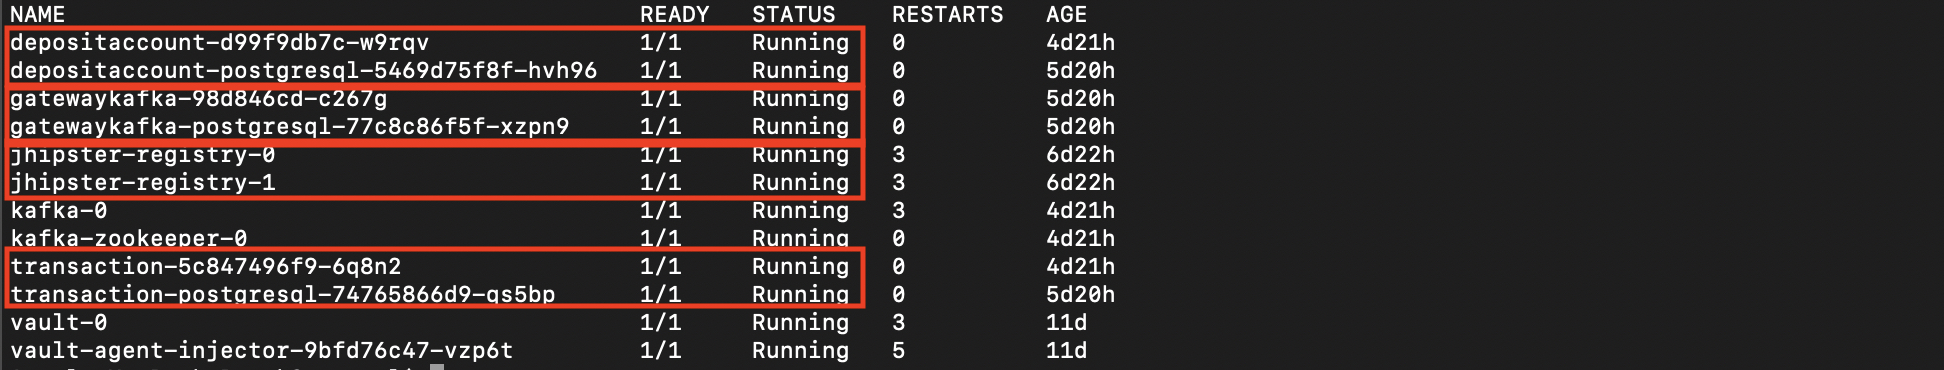 NAME READY STATUS RESTARTS AGE
depositaccount-d99f9db7c-w9rqv 1/1 Running 0 4d21h
depositaccount-postgresql-5469d75f8f-hvh96 1/1 Running 0 5d20h
gatewaykafka-98d846cd-c267g 1/1 Running 0 5d20h
gatewaykafka-postgresql-77c8c86f5f-xzpn9 1/1 Running 0 5d20h
jhipster-registry-0 1/1 Running 3 6d22h
jhipster-registry-1 1/1 Running 3 6d22h
kafka-0 1/1 Running 3 4d21h
kafka-zookeeper-0 1/1 Running 0 4d21h
transaction-5c847496f9-6q8n2 1/1 Running 0 4d21h
transaction-postgresql-74765866d9-qs5bp 1/1 Running 0 5d20h
vault-0 1/1 Running 3 11d
vault-agent-injector-9bfd76c47-vzp6t 1/1 Running 5 11d